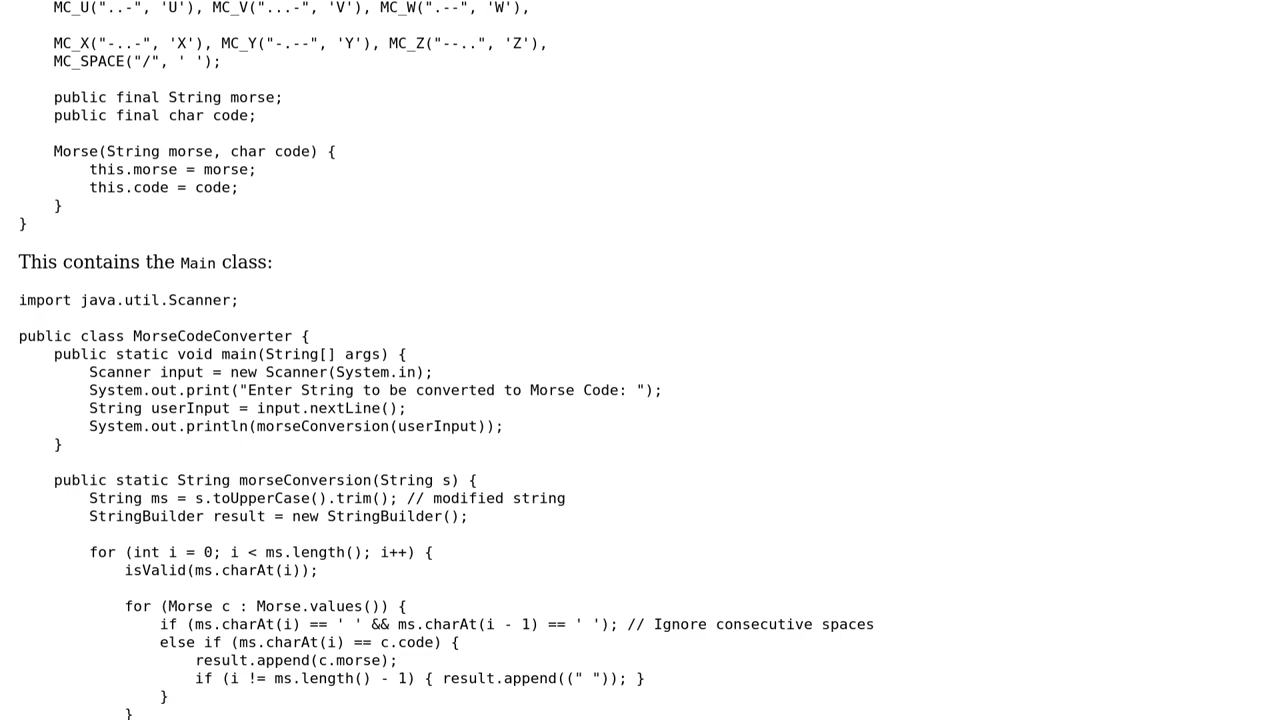 MC_U("..-", 'U'), MC_V("...-", 'V'), MC_W(".--", 'W'),
MC_X("-..-", 'X'), MC_Y("-.--", 'Y'), MC_Z("--..", 'Z'),
MC_SPACE("/", ' ');
public final String morse;
public final char code;
Morse(String morse, char code) {
this.morse = morse;
this.code = code;
}
}
This contains the Main class:
import java.util.Scanner;
public class MorseCodeConverter {
public static void main(String[] args) {
Scanner input = new Scanner(System.in);
System.out.print("Enter String to be converted to Morse Code: ");
String userInput = input.nextLine();
System.out.println(morseConversion(userInput));
}
public static String morseConversion(String s) {
String ms = s.toUpperCase().trim(); // modified string
StringBuilder result = new StringBuilder();
for (int i = 0; i < ms.length(); i++) {
isValid(ms.charAt(i));
for (Morse c : Morse.values()) {
if (ms.charAt(i) == ' ' && ms.charAt(i - 1) == ' '); // Ignore consecutive spaces
else if (ms.charAt(i) == c.code) {
result.append(c.morse);
if (i != ms.length() - 1) { result.append((" ")); }
}
}